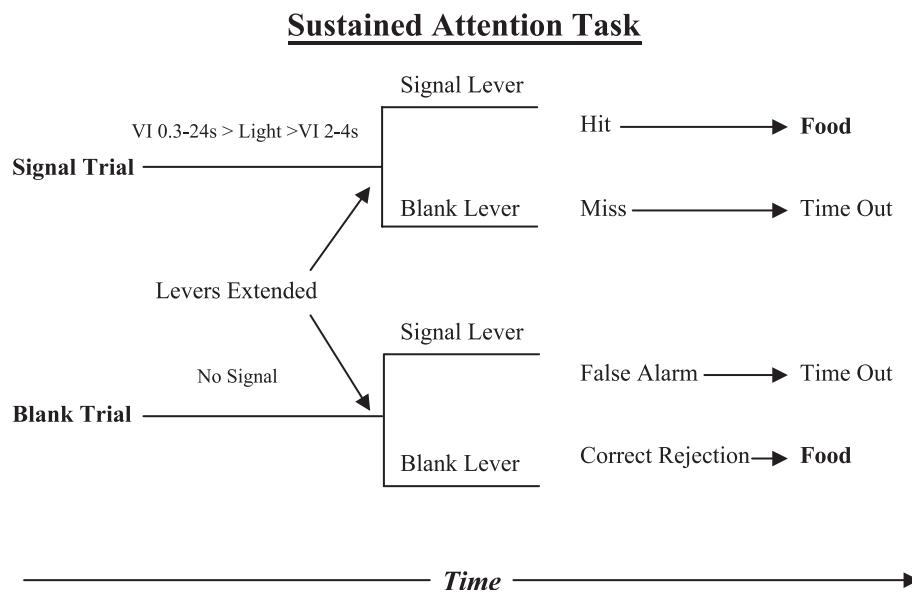 Sustained Attention Task
Signal Lever
VI 0.3-24s > Light >VI 2-4s
Hit
Food
Signal Trial
Blank Lever
Miss
Time Out
Levers Extended
Signal Lever
No Signal
False Alarm
Time Out
Blank Trial
Blank Lever
Correct Rejection
Food
Time